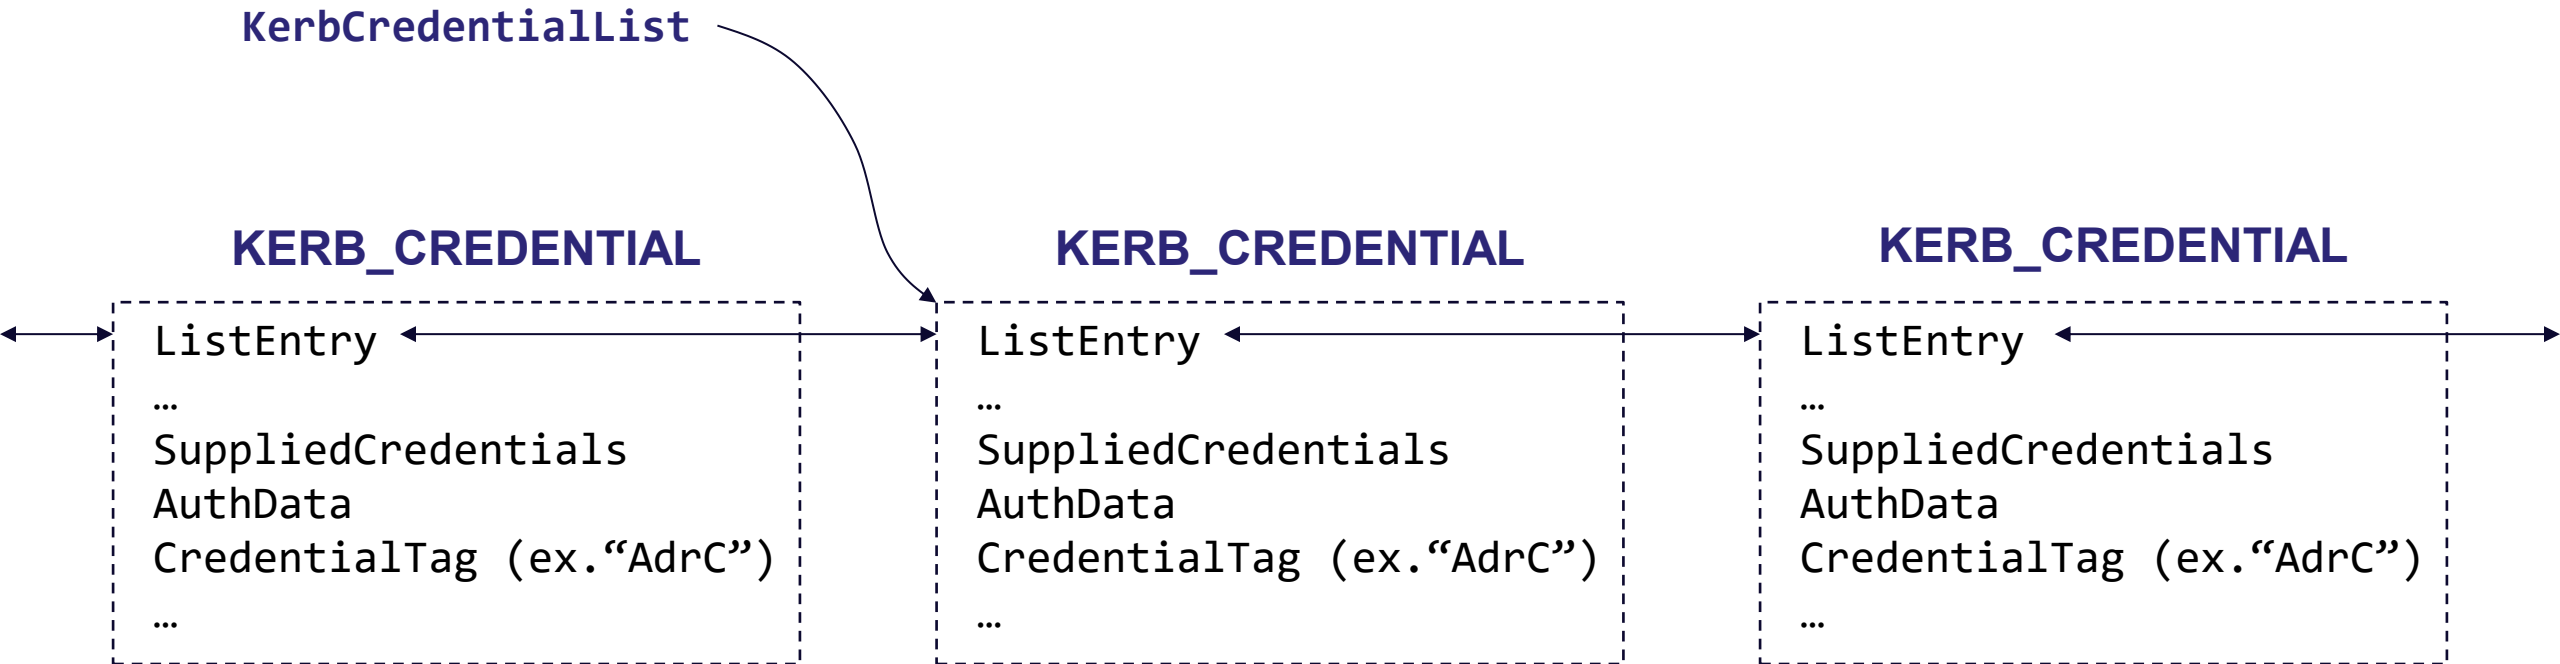 KerbCredentialList
KERB_CREDENTIAL
ListEntry
…
SuppliedCredentials
AuthData
CredentialTag (ex.“AdrC”)
…
KERB_CREDENTIAL
ListEntry
…
SuppliedCredentials
AuthData
CredentialTag (ex.“AdrC”)
…
KERB_CREDENTIAL
ListEntry
…
SuppliedCredentials
AuthData
CredentialTag (ex.“AdrC”)
…